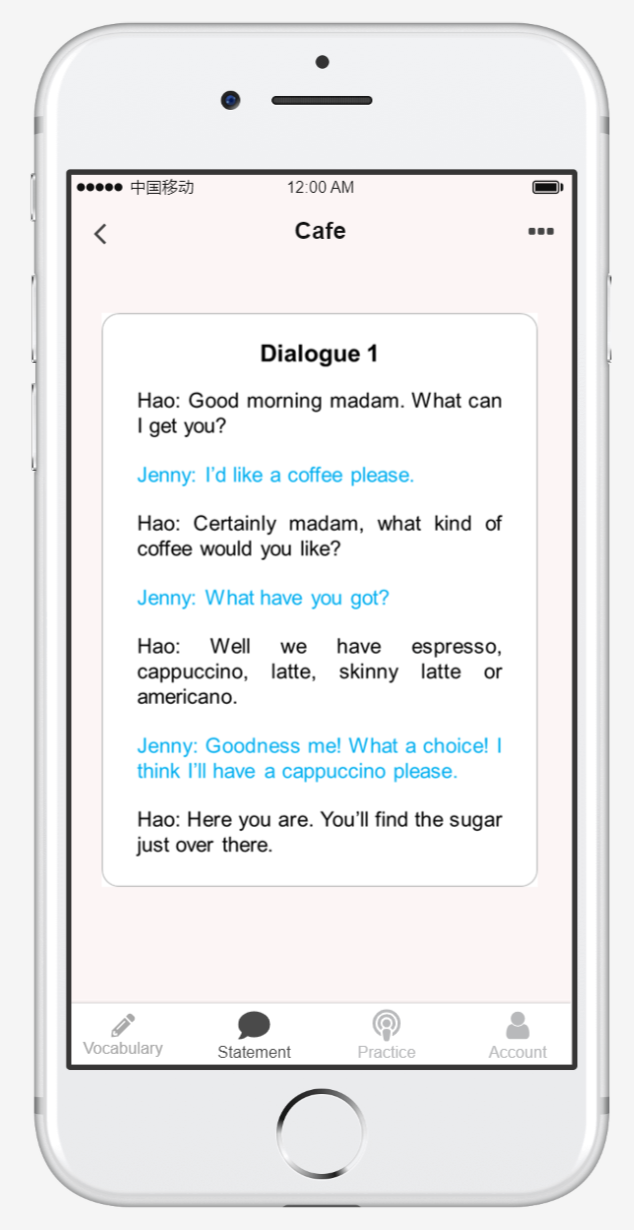 中国移动 12:00 AM
Cafe
Dialogue 1
Hao: Good morning madam. What can
I get you?
Jenny: I'd like a coffee please.
Hao: Certainly madam, what kind of
coffee would you like?
Jenny: What have you got?
Hao: Well we have espresso,
cappuccino, latte, skinny latte or
americano.
Jenny: Goodness me! What a choice! I
think I'll have a cappuccino please.
Hao: Here you are. You'll find the sugar
just over there.
Vocabulary Statement Practice Account